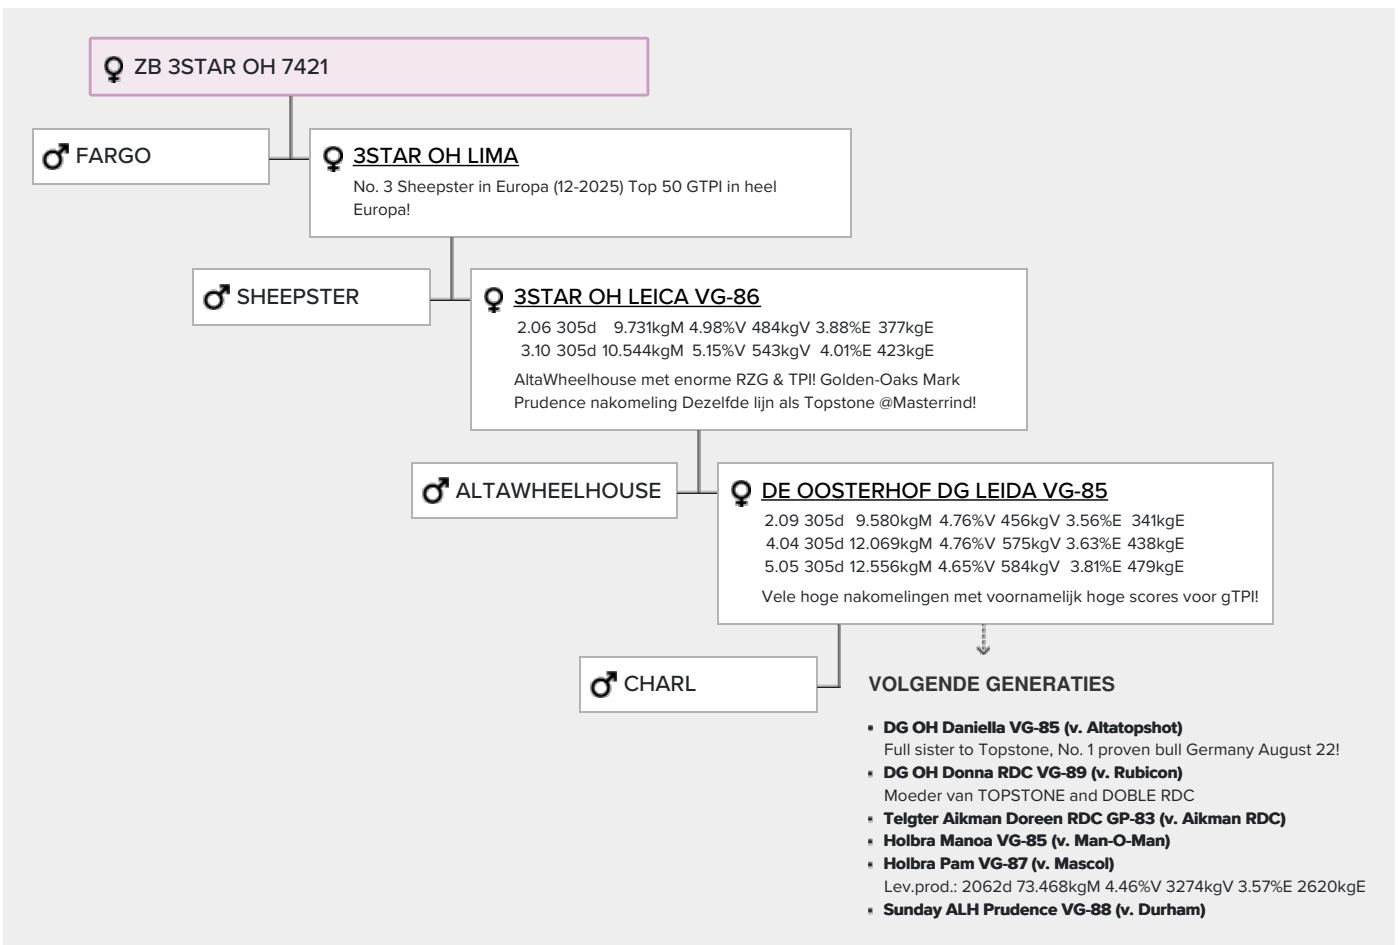 ZB 3STAR OH 7421
FARGO
3STAR OH LIMA
No. 3 Sheepster in Europa (12-2025) Top 50 GTPI in heel
Europa!
SHEEPSTER
3STAR OH LEICA VG-86
2.06 305d 9.731kgM 4.98%V 484kgV 3.88%E 377kgE
3.10 305d 10.544kgM 5.15%V 543kgV 4.01%E 423kgE
AltaWheelhouse met enorme RZG & TPI! Golden-Oaks Mark
Prudence nakomeling Dezelfde lijn als Topstone @Masterrind!
ALTAWHEELHOUSE
DE OOSTERHOF DG LEIDA VG-85
2.09 305d 9.580kgM 4.76%V 456kgV 3.56%E 341kgE
4.04 305d 12.069kgM 4.76%V 575kgV 3.63%E 438kgE
5.05 305d 12.556kgM 4.65%V 584kgV 3.81%E 479kgE
Vele hoge nakomelingen met voornamelijk hoge scores voor gTPI!
CHARL
VOLGENDE GENERATIES
DG OH Daniella VG-85 (v. Altatopshot)
Full sister to Topstone, No. 1 proven bull Germany August 22!
DG OH Donna RDC VG-89 (v. Rubicon)
Moeder van TOPSTONE and DOBLE RDC
Telgter Aikman Doreen RDC GP-83 (v. Aikman RDC)
Holbra Manoa VG-85 (v. Man-O-Man)
Holbra Pam VG-87 (v. Mascol)
Lev.prod.: 2062d 73.468kgM 4.46%V 3274kgV 3.57%E 2620kgE
Sunday ALH Prudence VG-88 (v. Durham)